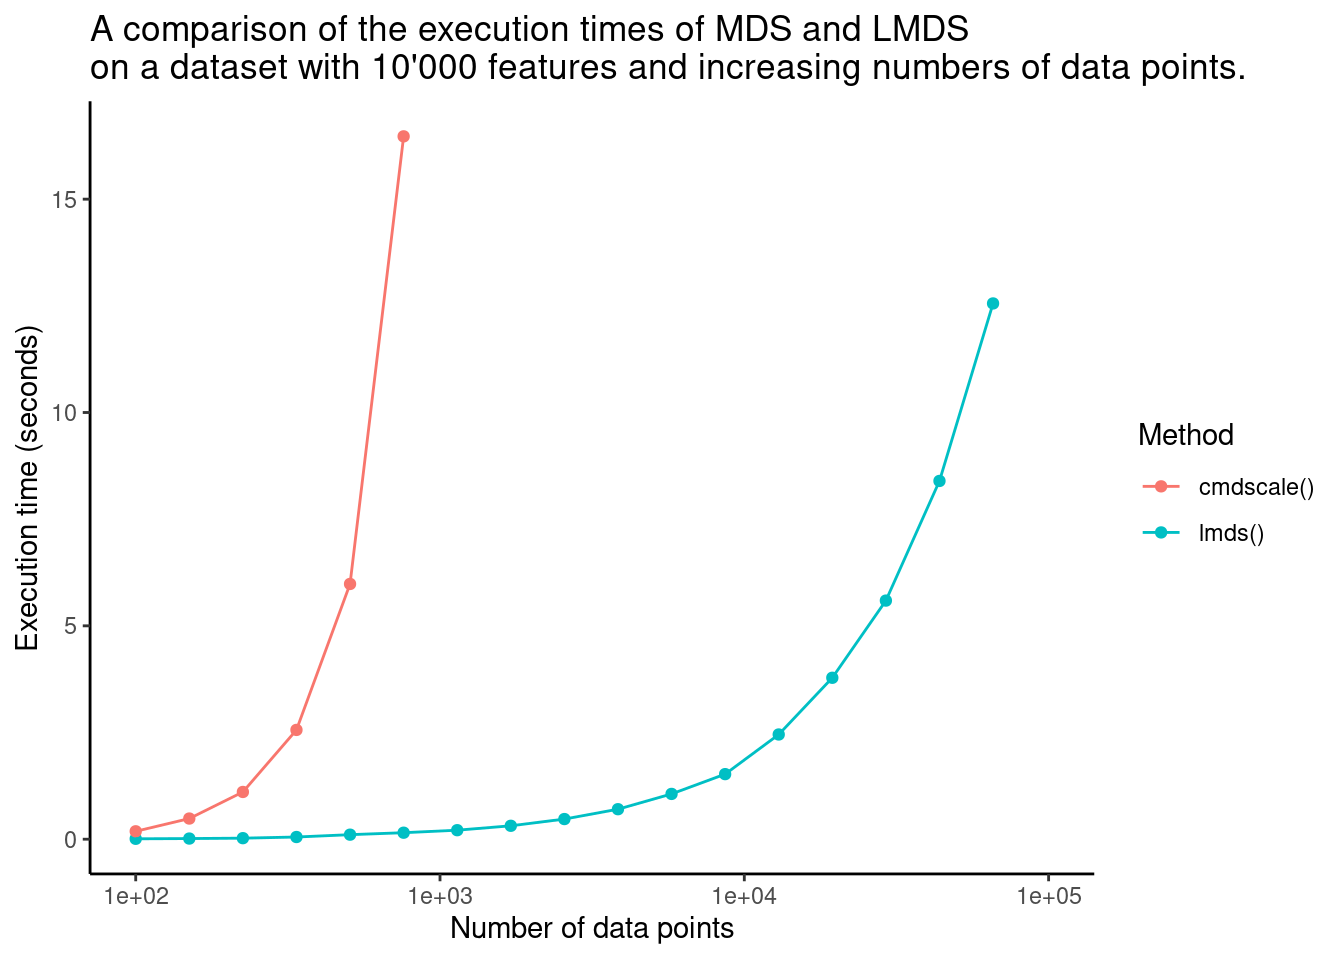 A comparison of the execution times of MDS and LMDS
on a dataset with 10'000 features and increasing numbers of data points.
15
10
5
0
Execution time (seconds)
1e+02
1e+03
1e+04
1e+05
Number of data points
Method
cmdscale()
lmds()